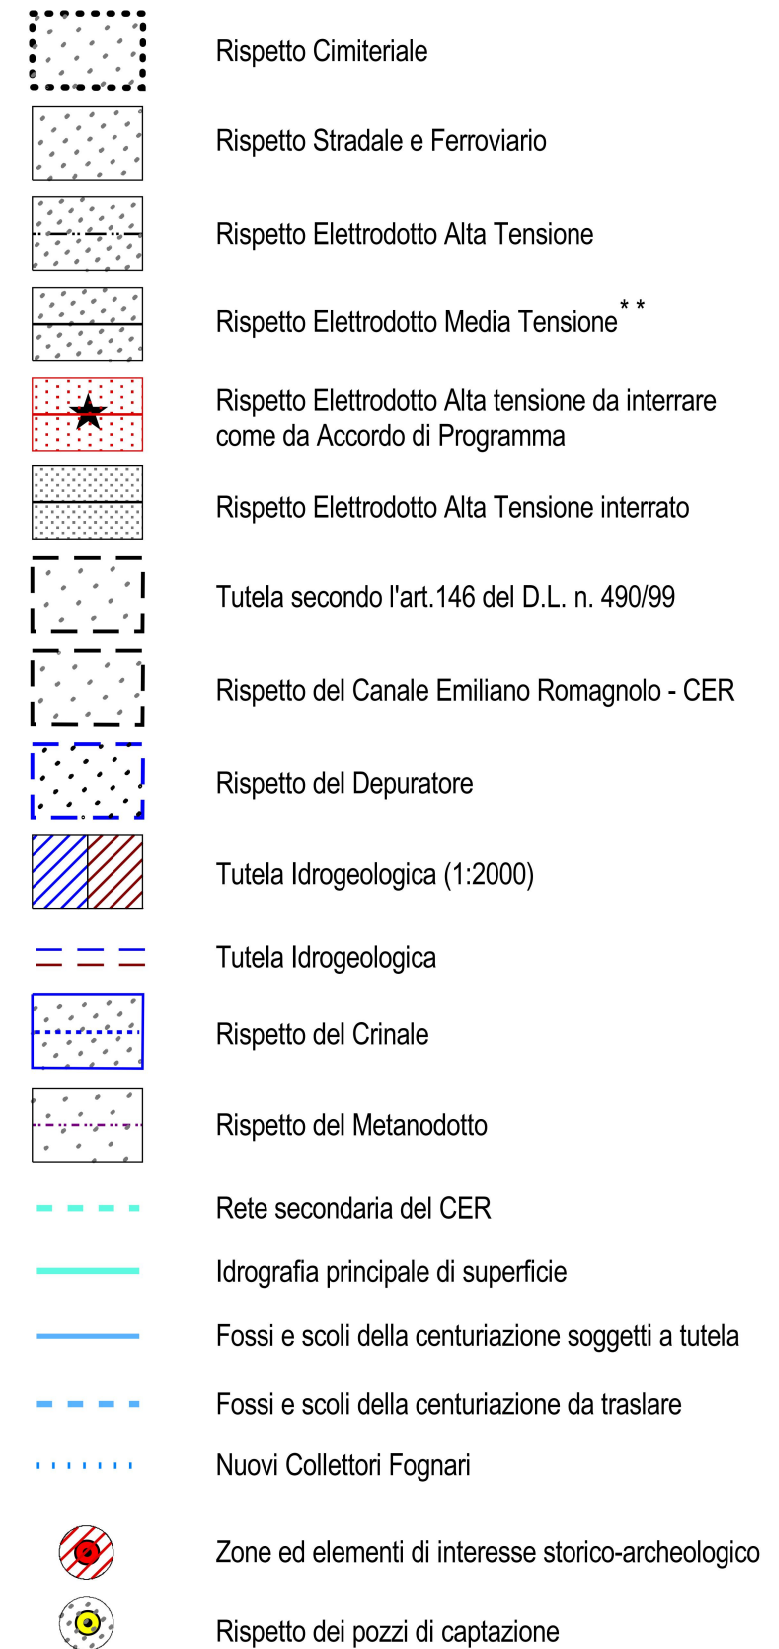 Rispetto Cimiteriale
Rispetto Stradale e Ferroviario
Rispetto Elettrodotto Alta Tensione
Rispetto Elettrodotto Media Tensione**
Rispetto Elettrodotto Alta tensione da interrare
come da Accordo di Programma
Rispetto Elettrodotto Alta Tensione interrato
Tutela secondo l'art.146 del D.L. n. 490/99
Rispetto del Canale Emiliano Romagnolo - CER
Rispetto del Depuratore
Tutela Idrogeologica (1:2000)
Tutela Idrogeologica
Rispetto del Crinale
Rispetto del Metanodotto
Rete secondaria del CER
Idrografia principale di superficie
Fossi e scoli della centuriazione soggetti a tutela
Fossi e scoli della centuriazione da traslare
Nuovi Collettori Fognari
Zone ed elementi di interesse storico-archeologico
Rispetto dei pozzi di captazione